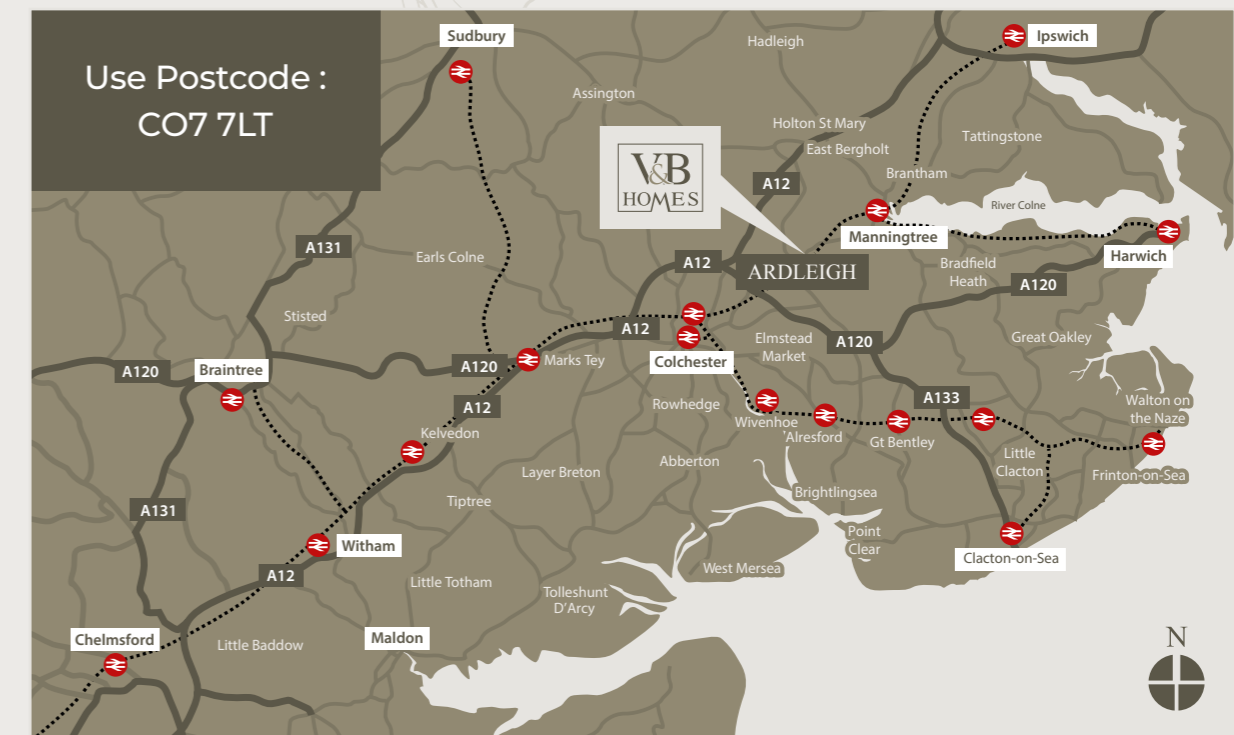 Use Postcode :
CO7 7LT
Sudbury
Hadleigh
Ipswich
Assington
Holton St Mary
East Bergholt
Tattingstone
V&B
HOMES
A12
Brantham
River Colne
A131
Manningtree
Harwich
Earls Colne
A12
ARDLEIGH
Bradfield
Heath
A120
Stisted
A12
Elmstead
Market
A120
Great Oakley
A120
Braintree
A120
Marks Tey
Colchester
A12
Rowhedge
Wivenhoe
Alresford
A133
Gt Bentley
Walton on
the Naze
Kelvedon
Layer Breton
Abberton
Little
Clacton
Frinton-on-Sea
A131
Tiptree
Brightlingsea
Point
Clear
Witham
Clacton-on-Sea
A12
Little Totham
West Mersea
Tolleshunt
D'Arcy
Chelmsford
Little Baddow
Maldon
N